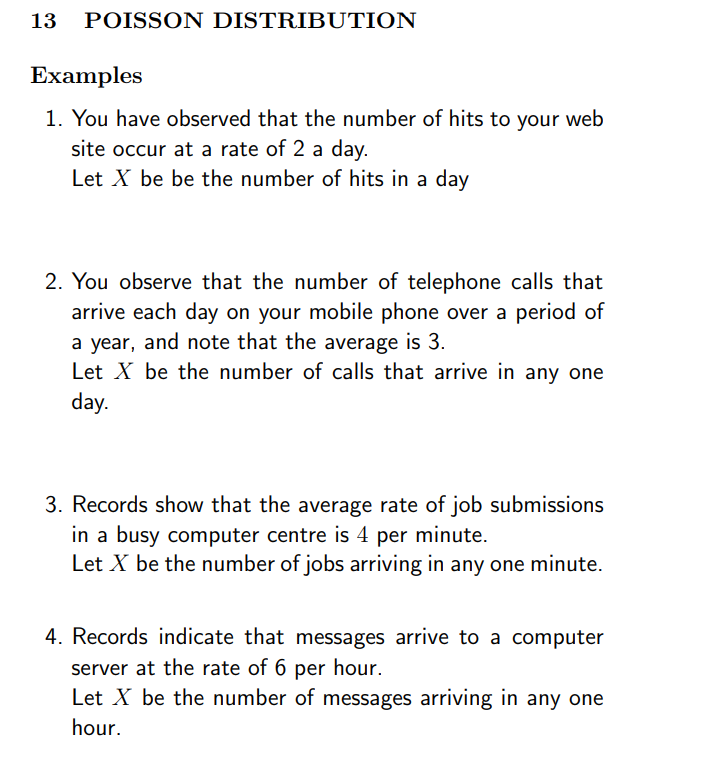 13 POISSON DISTRIBUTION
Examples
1. You have observed that the number of hits to your web
site occur at a rate of 2 a day.
Let X be be the number of hits in a day
2. You observe that the number of telephone calls that
arrive each day on your mobile phone over a period of
a year, and note that the average is 3.
Let X be the number of calls that arrive in any one
day.
3. Records show that the average rate of job submissions
in a busy computer centre is 4 per minute.
Let X be the number of jobs arriving in any one minute.
4. Records indicate that messages arrive to a computer
server at the rate of 6 per hour.
Let X be the number of messages arriving in any one
hour.